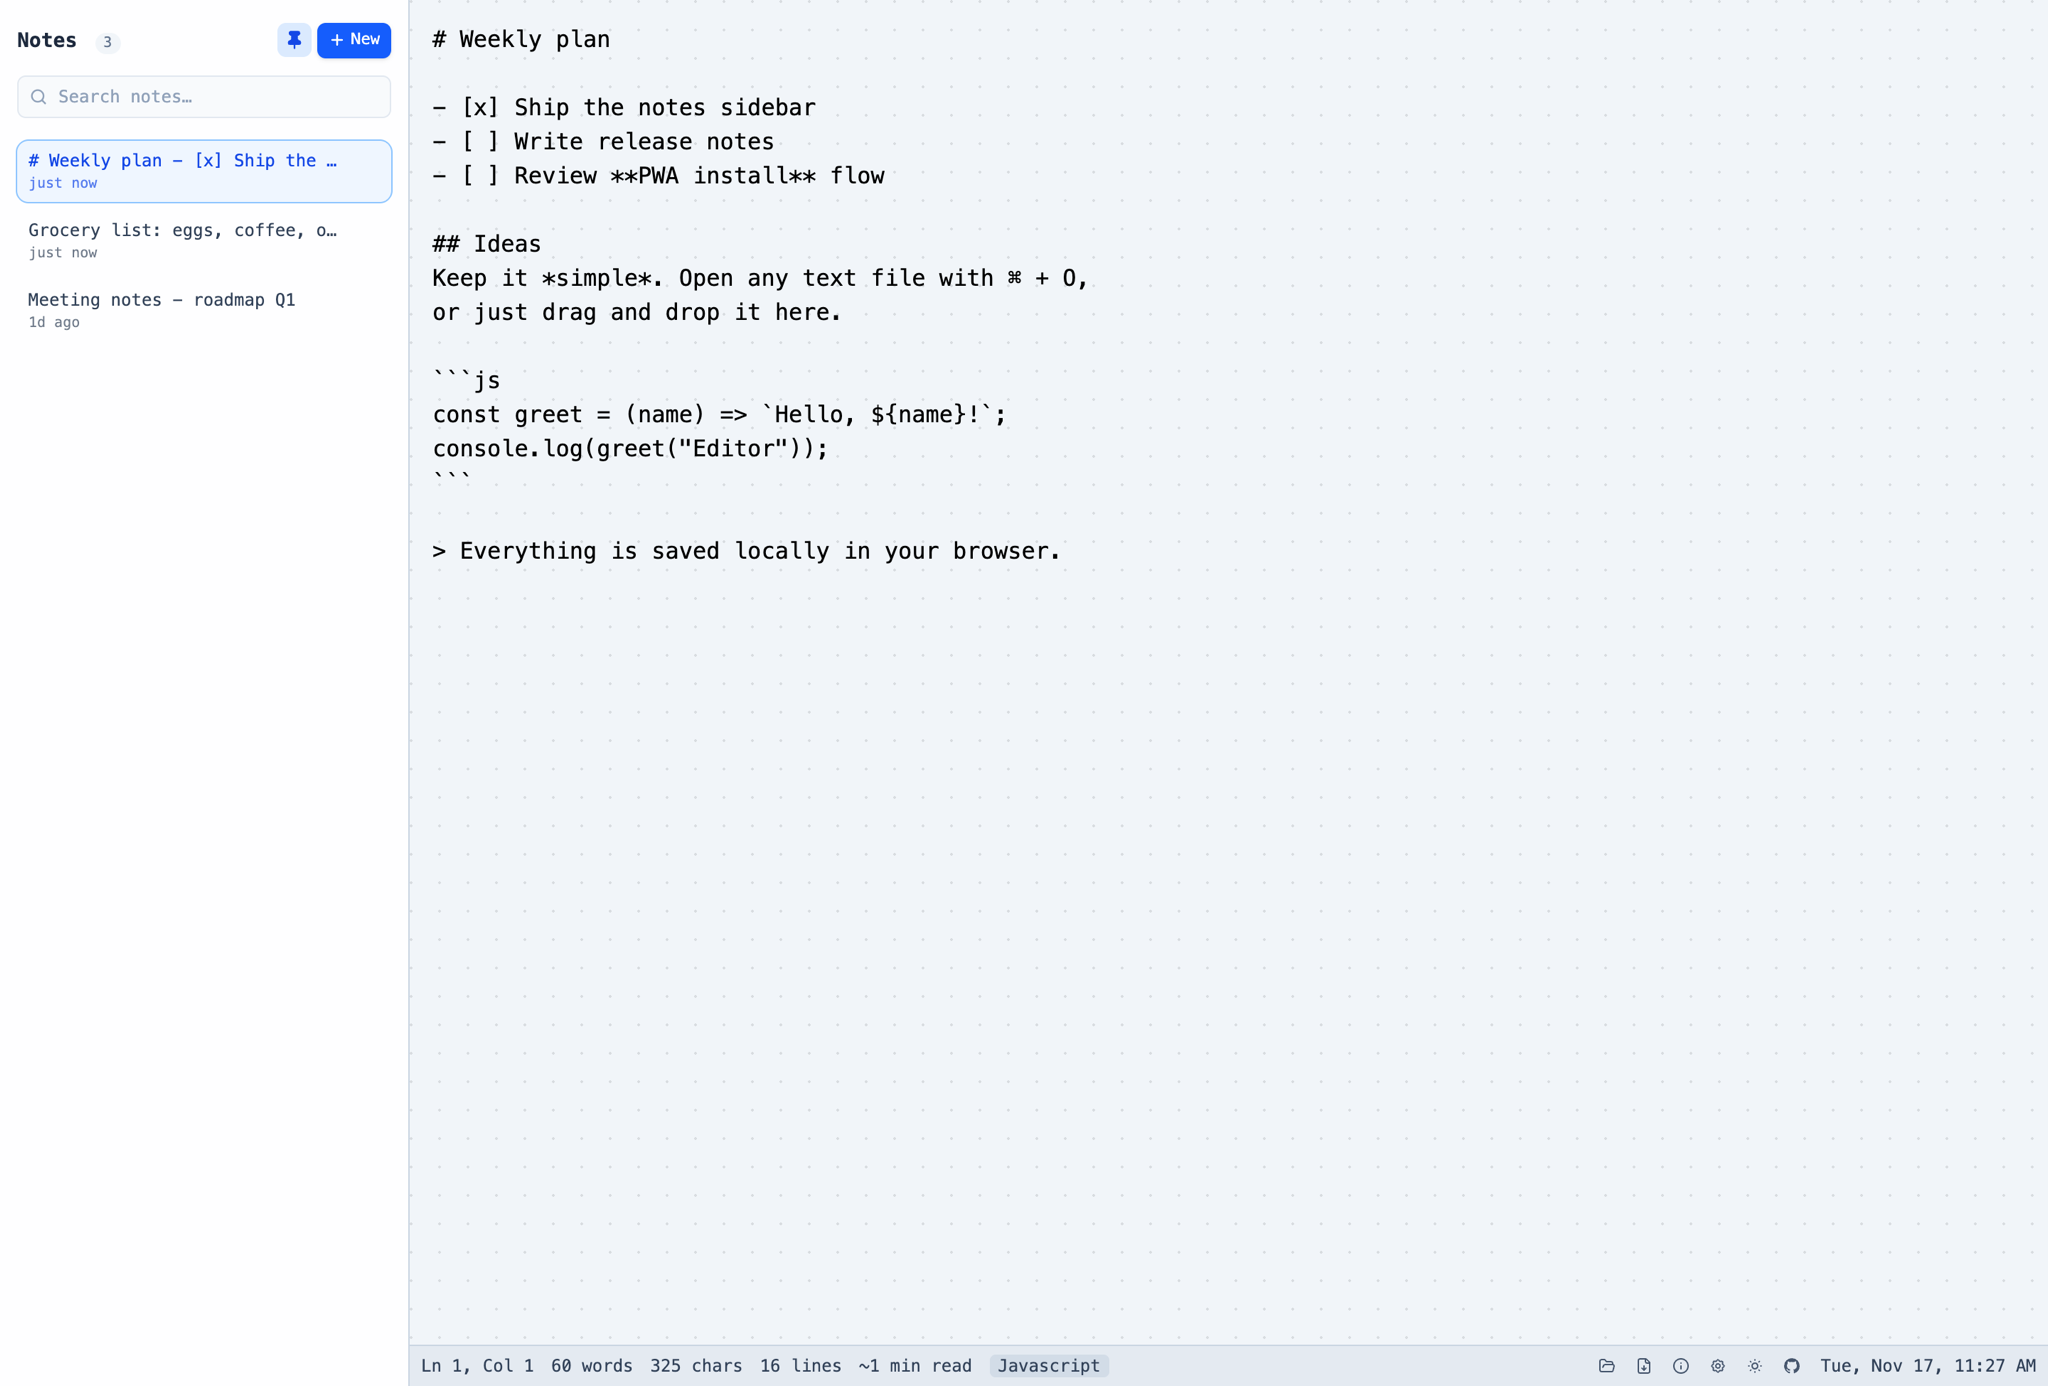 Notes 3
+ New
Search notes…
# Weekly plan – [x] Ship the …
just now
Grocery list: eggs, coffee, o…
just now
Meeting notes – roadmap Q1
1d ago
# Weekly plan
- [x] Ship the notes sidebar
- [ ] Write release notes
- [ ] Review **PWA install** flow
## Ideas
Keep it *simple*. Open any text file with ⌘ + O,
or just drag and drop it here.
```js
const greet = (name) => `Hello, ${name}!`;
console.log(greet("Editor"));
```
> Everything is saved locally in your browser.
Ln 1, Col 1 60 words 325 chars 16 lines ~1 min read Javascript Tue, Nov 17, 11:27 AM